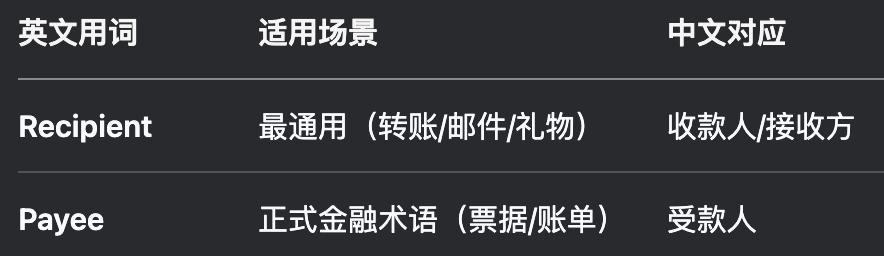 英文用词 适用场景 中文对应
Recipient 最通用（转账/邮件/礼物） 收款人/接收方
Payee 正式金融术语（票据/账单） 受款人